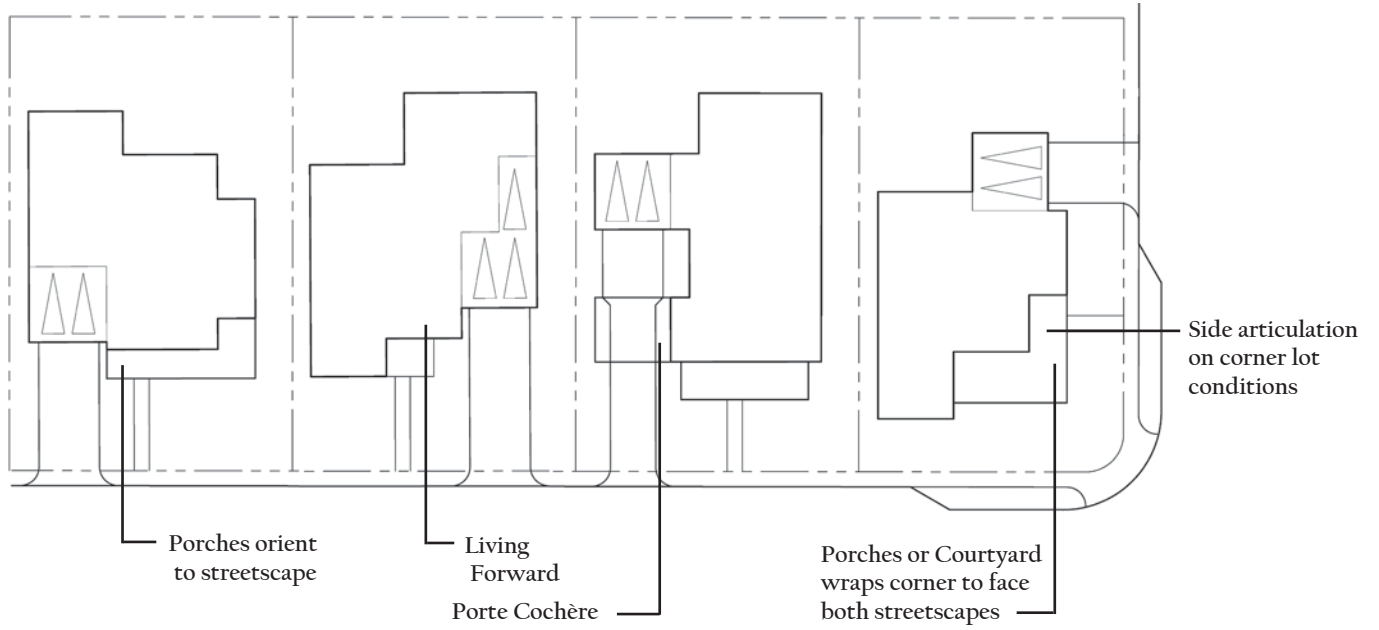 Porches orient
to streetscape
Living
Forward
Porte Cochère
Porches or Courtyard
wraps corner to face
both streetscapes
Side articulation
on corner lot
conditions